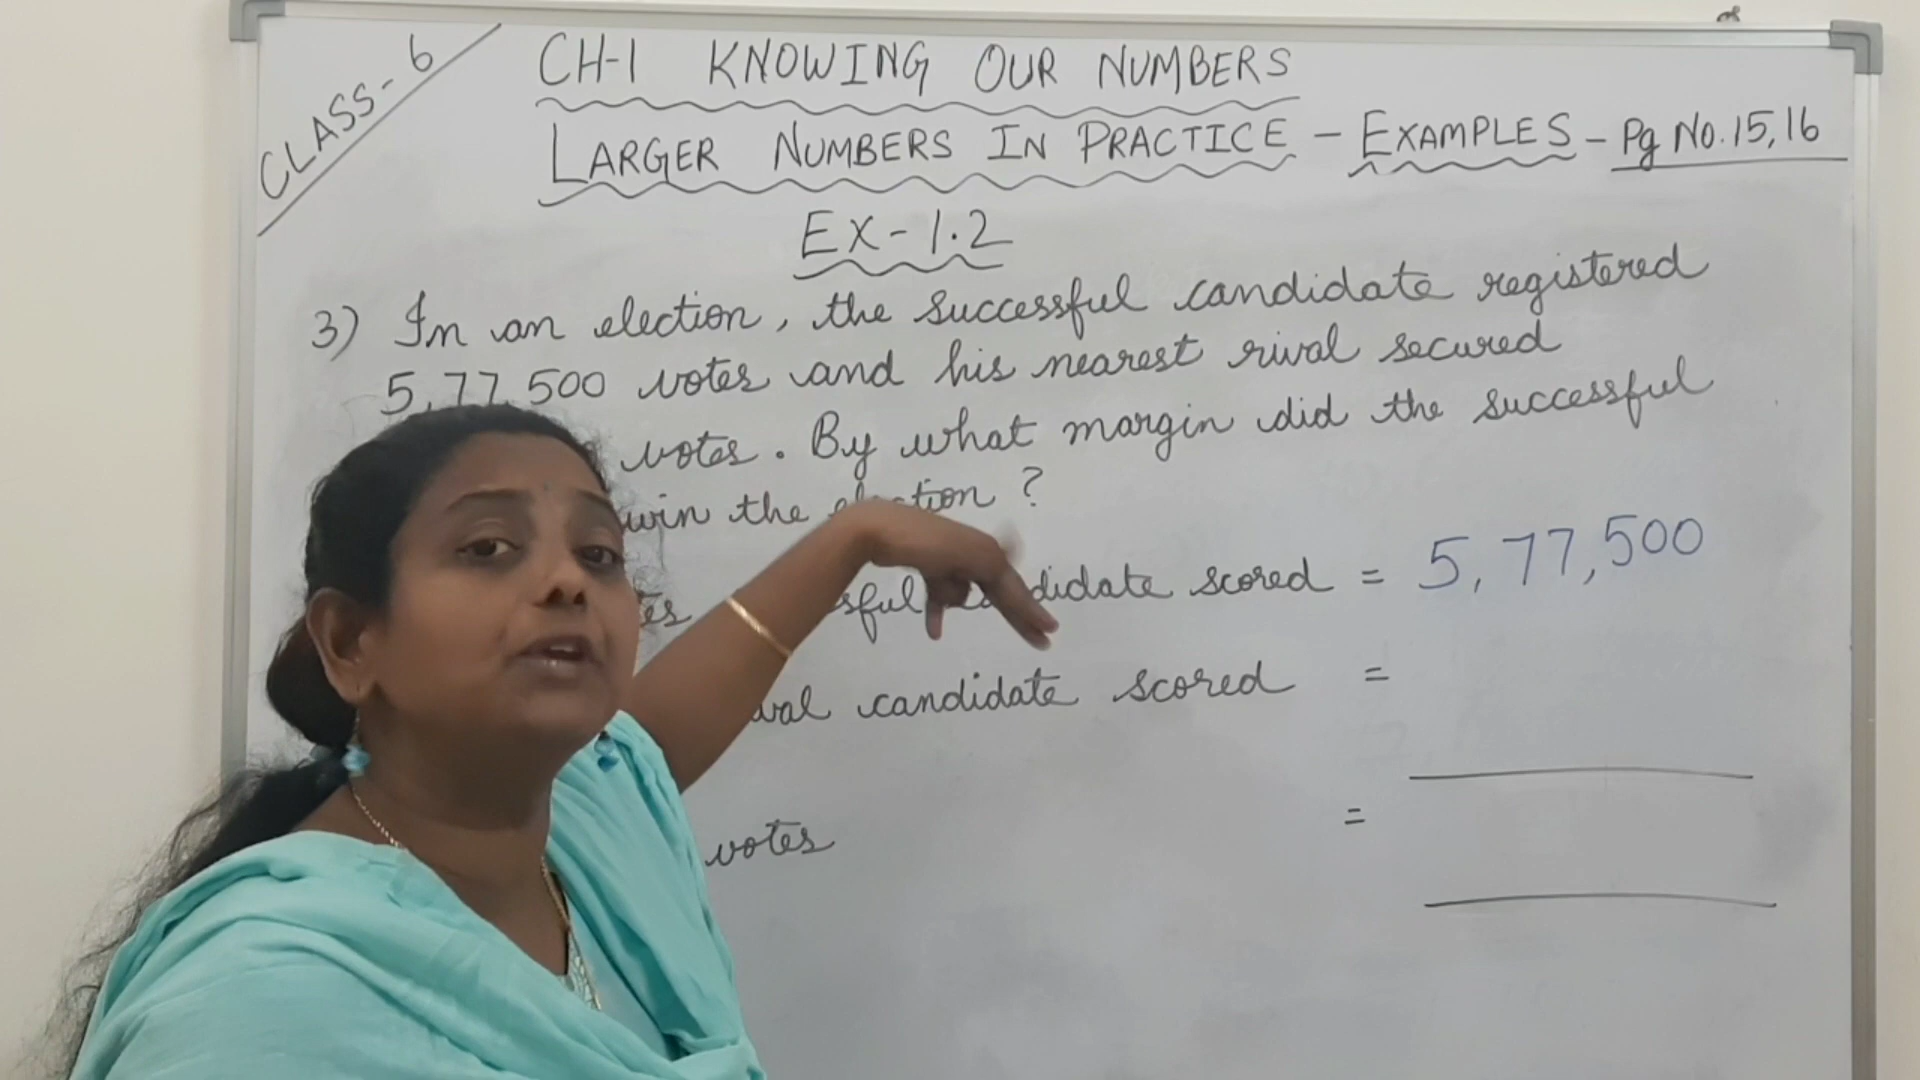 CLASS-6
CH-1 KNOWING OUR NUMBERS
LARGER NUMBERS IN PRACTICE - EXAMPLES - Pg No. 15, 16
EX-1.2
3) In an election, the successful candidate registered
5,77,500 votes and his nearest rival secured
votes. By what margin did the successful
win the election?
candidate scored = 5,77,500
candidate scored =
votes =